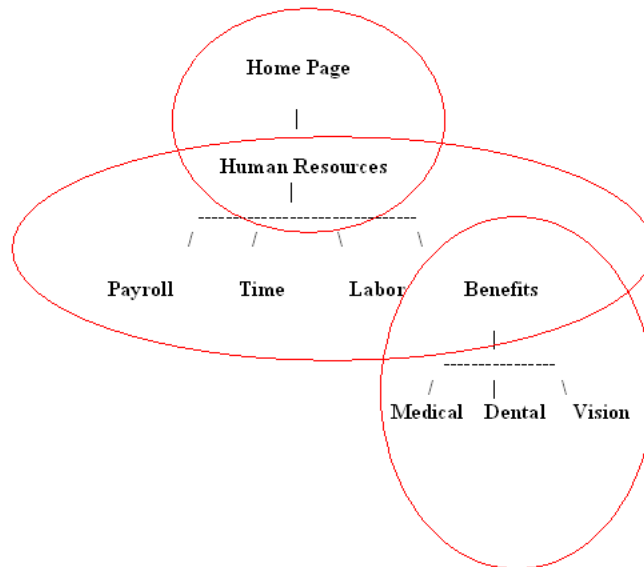 Home Page
|
Human Resources
|
-------------------------------
/ / \ \
Payroll Time Labor Benefits
|
----------------
/ | \
Medical Dental Vision